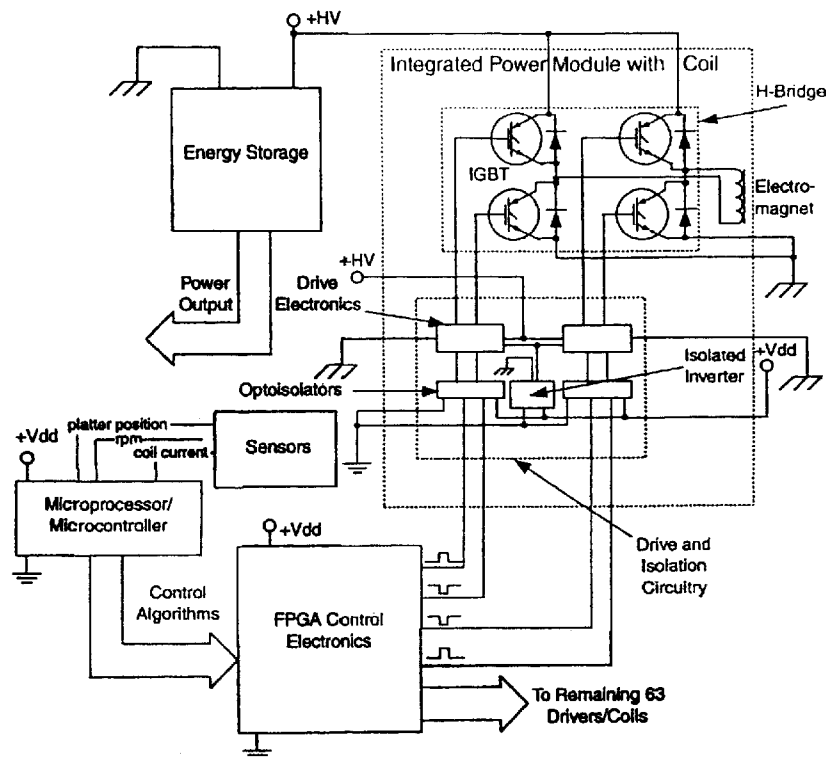 +HV
Integrated Power Module with Coil
H-Bridge
Energy Storage
IGBT
Electro-
magnet
+HV
Power
Output
Drive
Electronics
Isolated
Inverter
+Vdd
Optoisolators
platter position
rpm
coil current
+Vdd
Sensors
Microprocessor/
Microcontroller
+Vdd
Drive and
Isolation
Circuitry
Control
Algorithms
FPGA Control
Electronics
To Remaining 63
Drivers/Coils